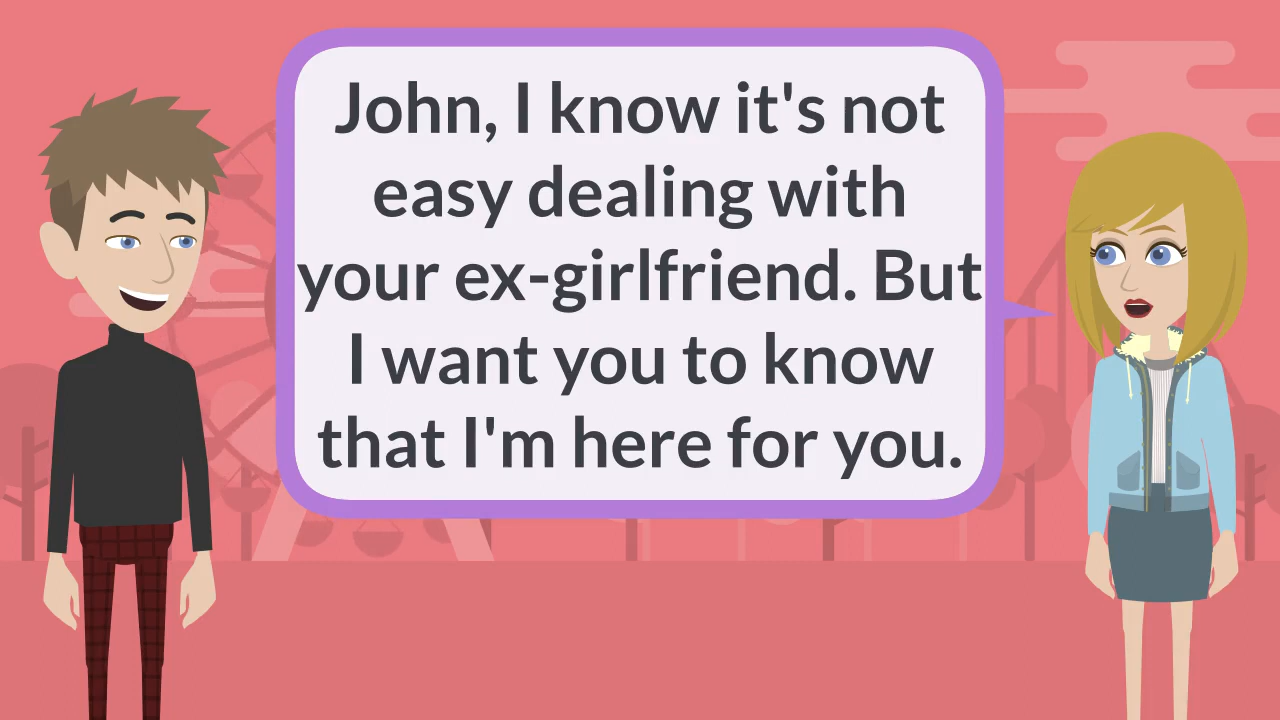 John, I know it's not
easy dealing with
your ex-girlfriend. But
I want you to know
that I'm here for you.